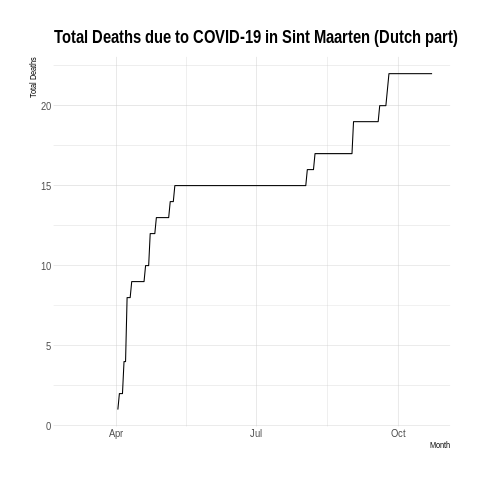 Total Deaths due to COVID-19 in Sint Maarten (Dutch part)
Total Deaths
20
15
10
5
0
Apr Jul Oct
Month